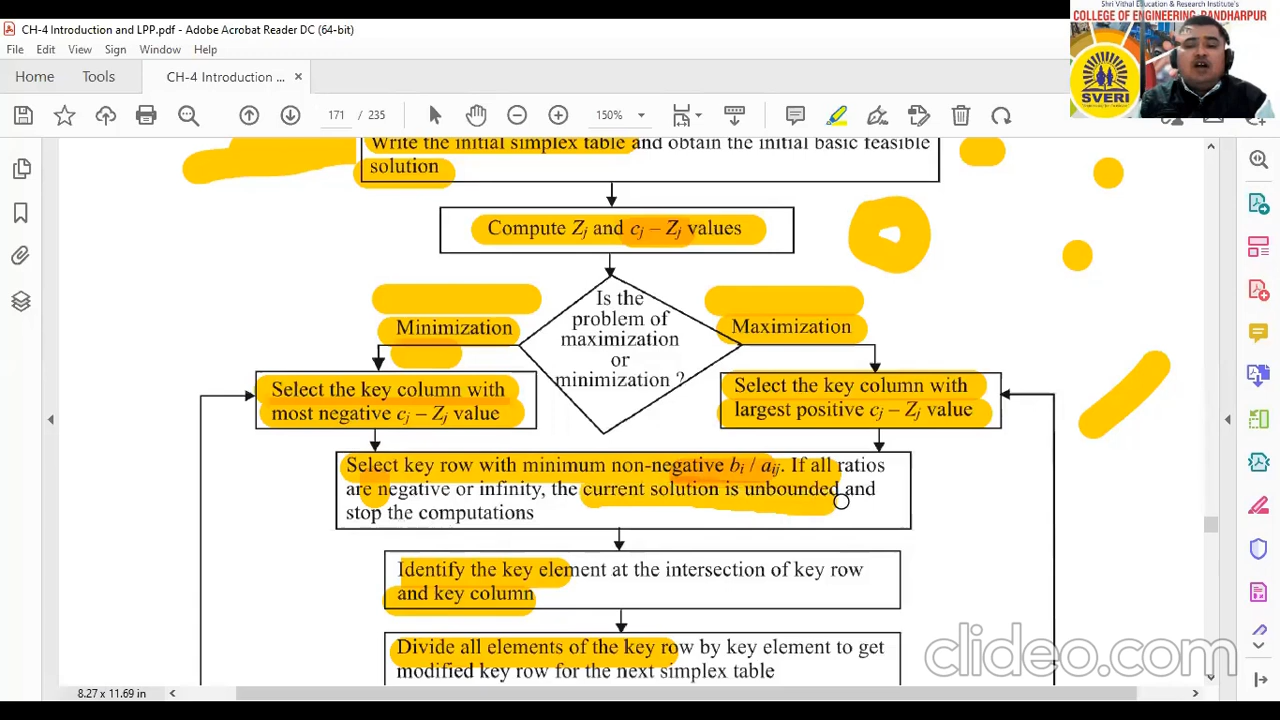 CH-4 Introduction and LPP.pdf - Adobe Acrobat Reader DC (64-bit)
File Edit View Sign Window Help
Home Tools CH-4 Introduction ... ×
171 / 23
150%
Shri Vithal Education & Research Institute's
COLLEGE OF ENGINEERING, PANDHARPUR
SVERI
Write the initial simplex table and obtain the initial basic feasible
solution
Compute Zj and cj – Zj values
Is the
problem of
maximization
or
minimization ?
Minimization
Maximization
Select the key column with
most negative cj – Zj value
Select the key column with
largest positive cj – Zj value
Select key row with minimum non-negative bi / aij. If all ratios
are negative or infinity, the current solution is unbounded and
stop the computations
Identify the key element at the intersection of key row
and key column
Divide all elements of the key row by key element to get
modified key row for the next simplex table
clideo.com
8.27 x 11.69 in